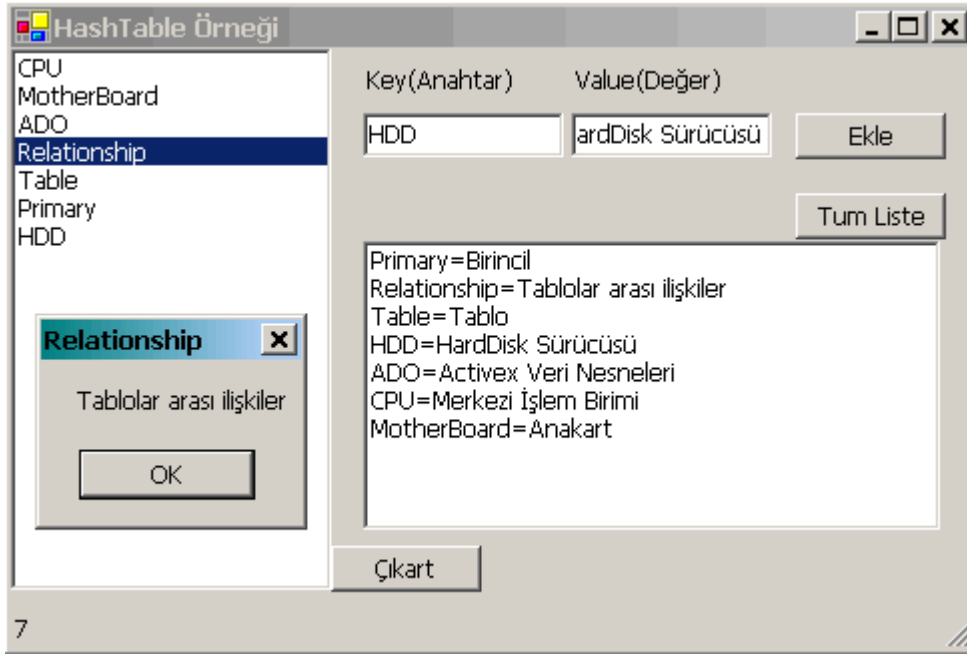 HashTable Örneği
CPU
MotherBoard
ADO
Relationship
Table
Primary
HDD
Key(Anahtar)
Value(Değer)
HDD
ardDisk Sürücüsü
Ekle
Tum Liste
Primary=Birincil
Relationship=Tablolar arası ilişkiler
Table=Tablo
HDD=HardDisk Sürücüsü
ADO=Activex Veri Nesneleri
CPU=Merkezi İşlem Birimi
MotherBoard=Anakart
Relationship
Tablolar arası ilişkiler
OK
Çıkart
7